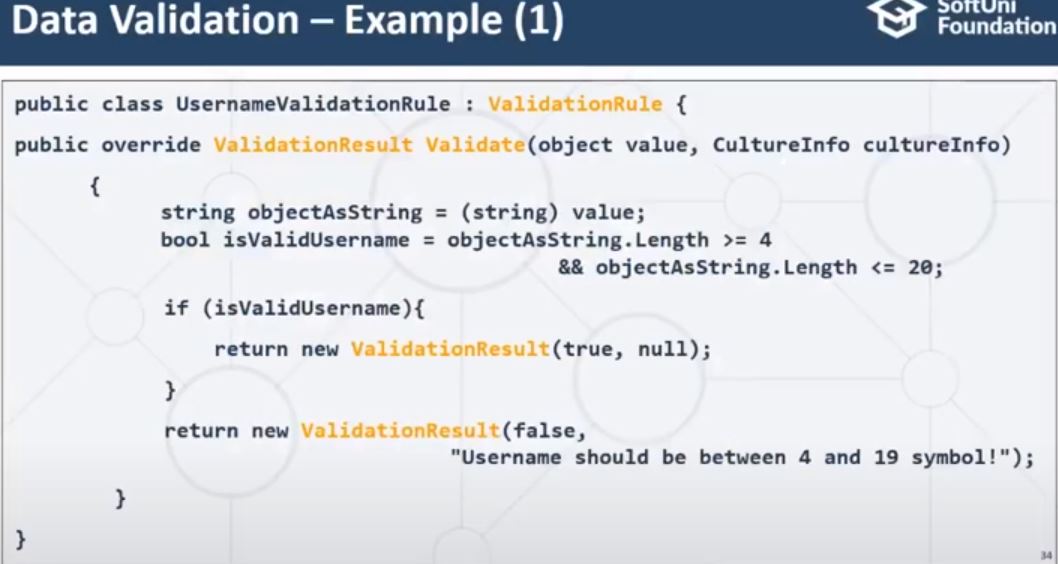 Data Validation – Example (1)
SoftUni
Foundation
public class UsernameValidationRule : ValidationRule {
public override ValidationResult Validate(object value, CultureInfo cultureInfo)
{
string objectAsString = (string) value;
bool isValidUsername = objectAsString.Length >= 4
&& objectAsString.Length <= 20;
if (isValidUsername){
return new ValidationResult(true, null);
}
return new ValidationResult(false,
"Username should be between 4 and 19 symbol!");
}
}
34